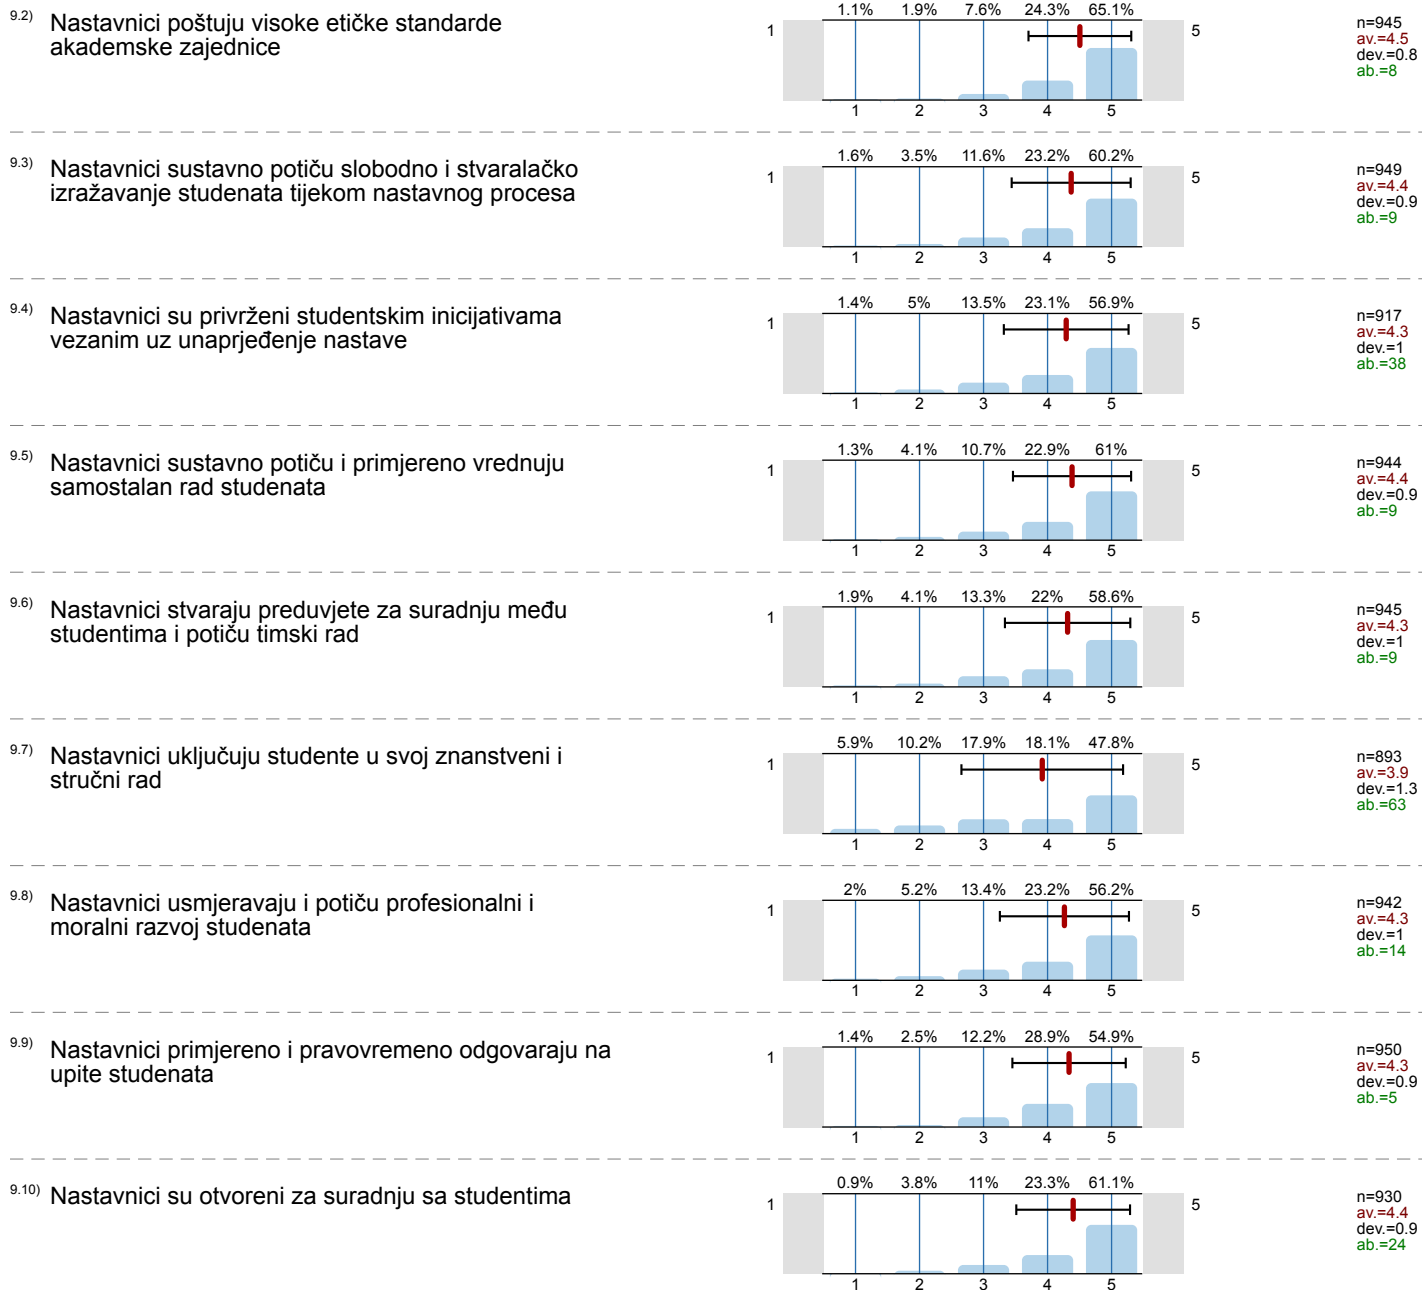 9.2) Nastavnici poštuju visoke etičke standarde
akademske zajednice
1.1% 1.9% 7.6% 24.3% 65.1%
1 5
1 2 3 4 5
n=945
av.=4.5
dev.=0.8
ab.=8
9.3) Nastavnici sustavno potiču slobodno i stvaralačko
izražavanje studenata tijekom nastavnog procesa
1.6% 3.5% 11.6% 23.2% 60.2%
1 5
1 2 3 4 5
n=949
av.=4.4
dev.=0.9
ab.=9
9.4) Nastavnici su privrženi studentskim inicijativama
vezanim uz unaprjeđenje nastave
1.4% 5% 13.5% 23.1% 56.9%
1 5
1 2 3 4 5
n=917
av.=4.3
dev.=1
ab.=38
9.5) Nastavnici sustavno potiču i primjereno vrednuju
samostalan rad studenata
1.3% 4.1% 10.7% 22.9% 61%
1 5
1 2 3 4 5
n=944
av.=4.4
dev.=0.9
ab.=9
9.6) Nastavnici stvaraju preduvjete za suradnju među
studentima i potiču timski rad
1.9% 4.1% 13.3% 22% 58.6%
1 5
1 2 3 4 5
n=945
av.=4.3
dev.=1
ab.=9
9.7) Nastavnici uključuju studente u svoj znanstveni i
stručni rad
5.9% 10.2% 17.9% 18.1% 47.8%
1 5
1 2 3 4 5
n=893
av.=3.9
dev.=1.3
ab.=63
9.8) Nastavnici usmjeravaju i potiču profesionalni i
moralni razvoj studenata
2% 5.2% 13.4% 23.2% 56.2%
1 5
1 2 3 4 5
n=942
av.=4.3
dev.=1
ab.=14
9.9) Nastavnici primjereno i pravovremeno odgovaraju na
upite studenata
1.4% 2.5% 12.2% 28.9% 54.9%
1 5
1 2 3 4 5
n=950
av.=4.3
dev.=0.9
ab.=5
9.10) Nastavnici su otvoreni za suradnju sa studentima
0.9% 3.8% 11% 23.3% 61.1%
1 5
1 2 3 4 5
n=930
av.=4.4
dev.=0.9
ab.=24